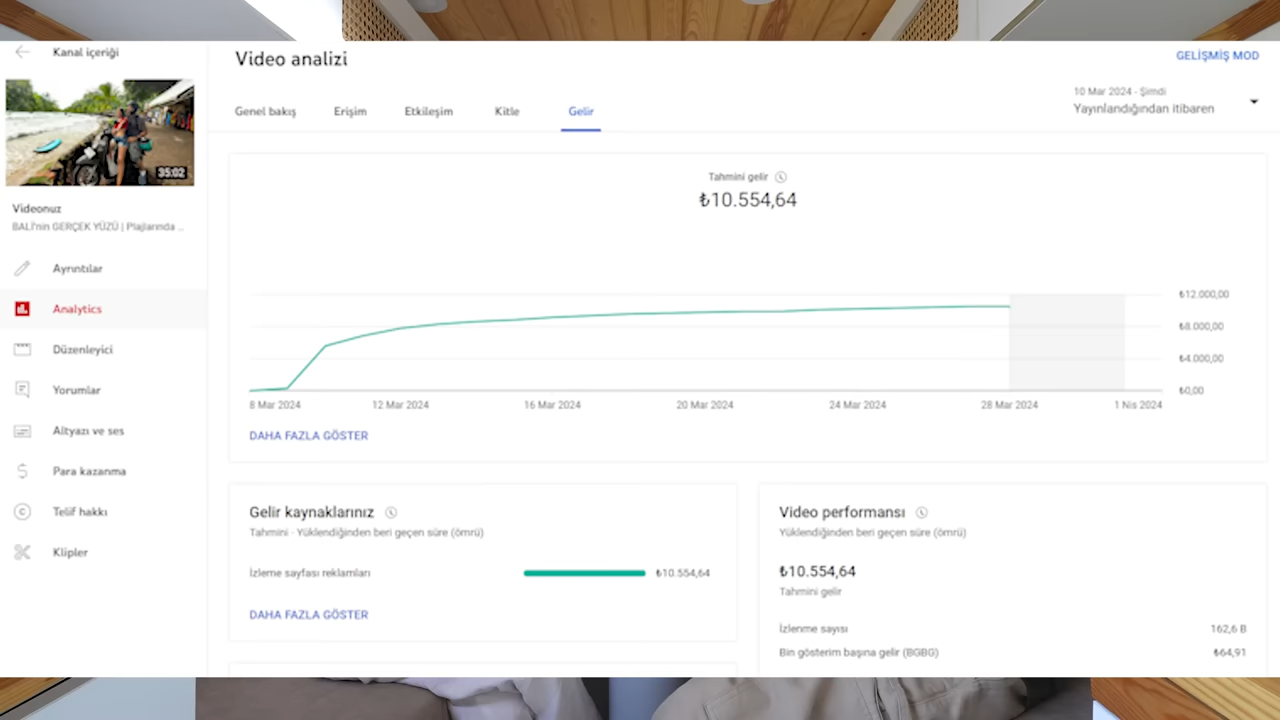 Kanal içeriği
Video analizi
GELİŞMİŞ MOD
Genel bakış
Erişim
Etkileşim
Kitle
Gelir
10 Mar 2024 - Şimdi
Yayınlandığından itibaren
35:02
Videonuz
BALİ'nin GERÇEK YÜZÜ | Plajlarında ...
Ayrıntılar
Analytics
Düzenleyici
Yorumlar
Altyazı ve ses
Para kazanma
Telif hakkı
Klipler
Tahmini gelir
₺10.554,64
₺12.000,00
₺8.000,00
₺4.000,00
₺0,00
8 Mar 2024
12 Mar 2024
16 Mar 2024
20 Mar 2024
24 Mar 2024
28 Mar 2024
1 Nis 2024
DAHA FAZLA GÖSTER
Gelir kaynaklarınız
Tahmini · Yüklendiğinden beri geçen süre (ömrü)
İzleme sayfası reklamları
₺10.554,64
DAHA FAZLA GÖSTER
Video performansı
Yüklendiğinden beri geçen süre (ömrü)
₺10.554,64
Tahmini gelir
İzlenme sayısı
162,6 B
Bin gösterim başına gelir (BGBG)
₺64,91